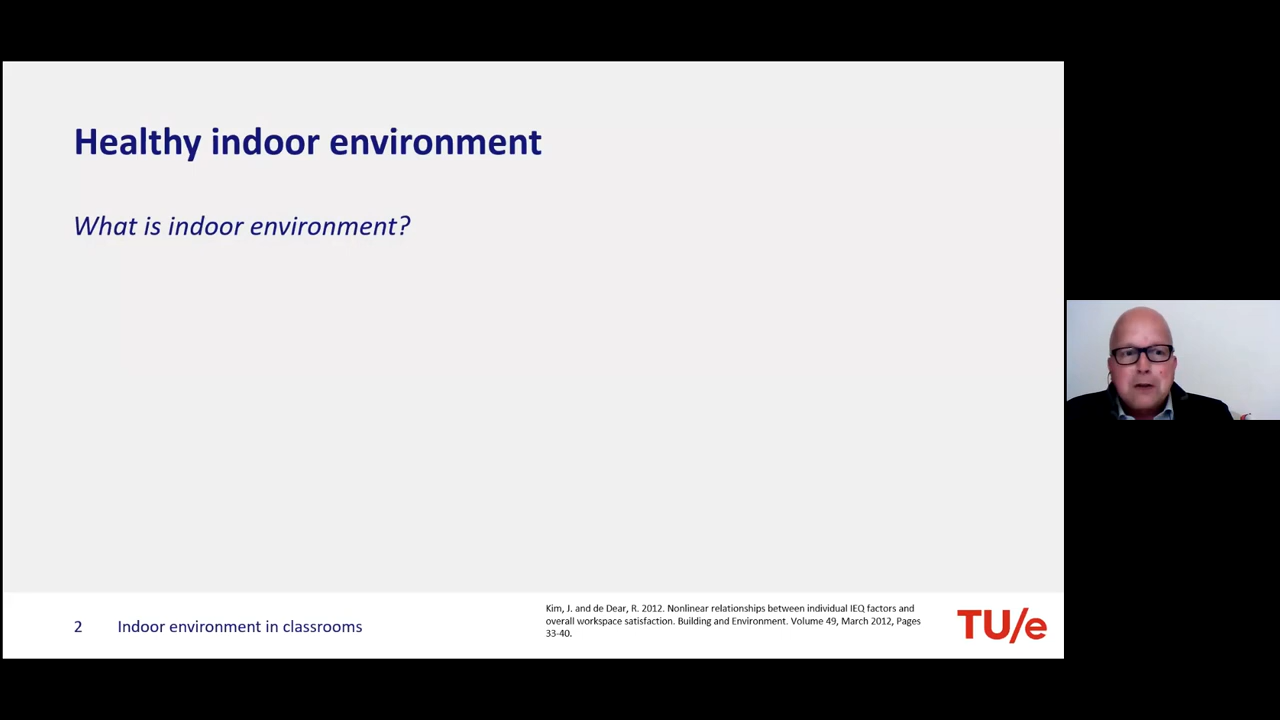 Healthy indoor environment
What is indoor environment?
2 Indoor environment in classrooms
Kim, J. and de Dear, R. 2012. Nonlinear relationships between individual IEQ factors and
overall workspace satisfaction. Building and Environment. Volume 49, March 2012, Pages
33-40.
TU/e